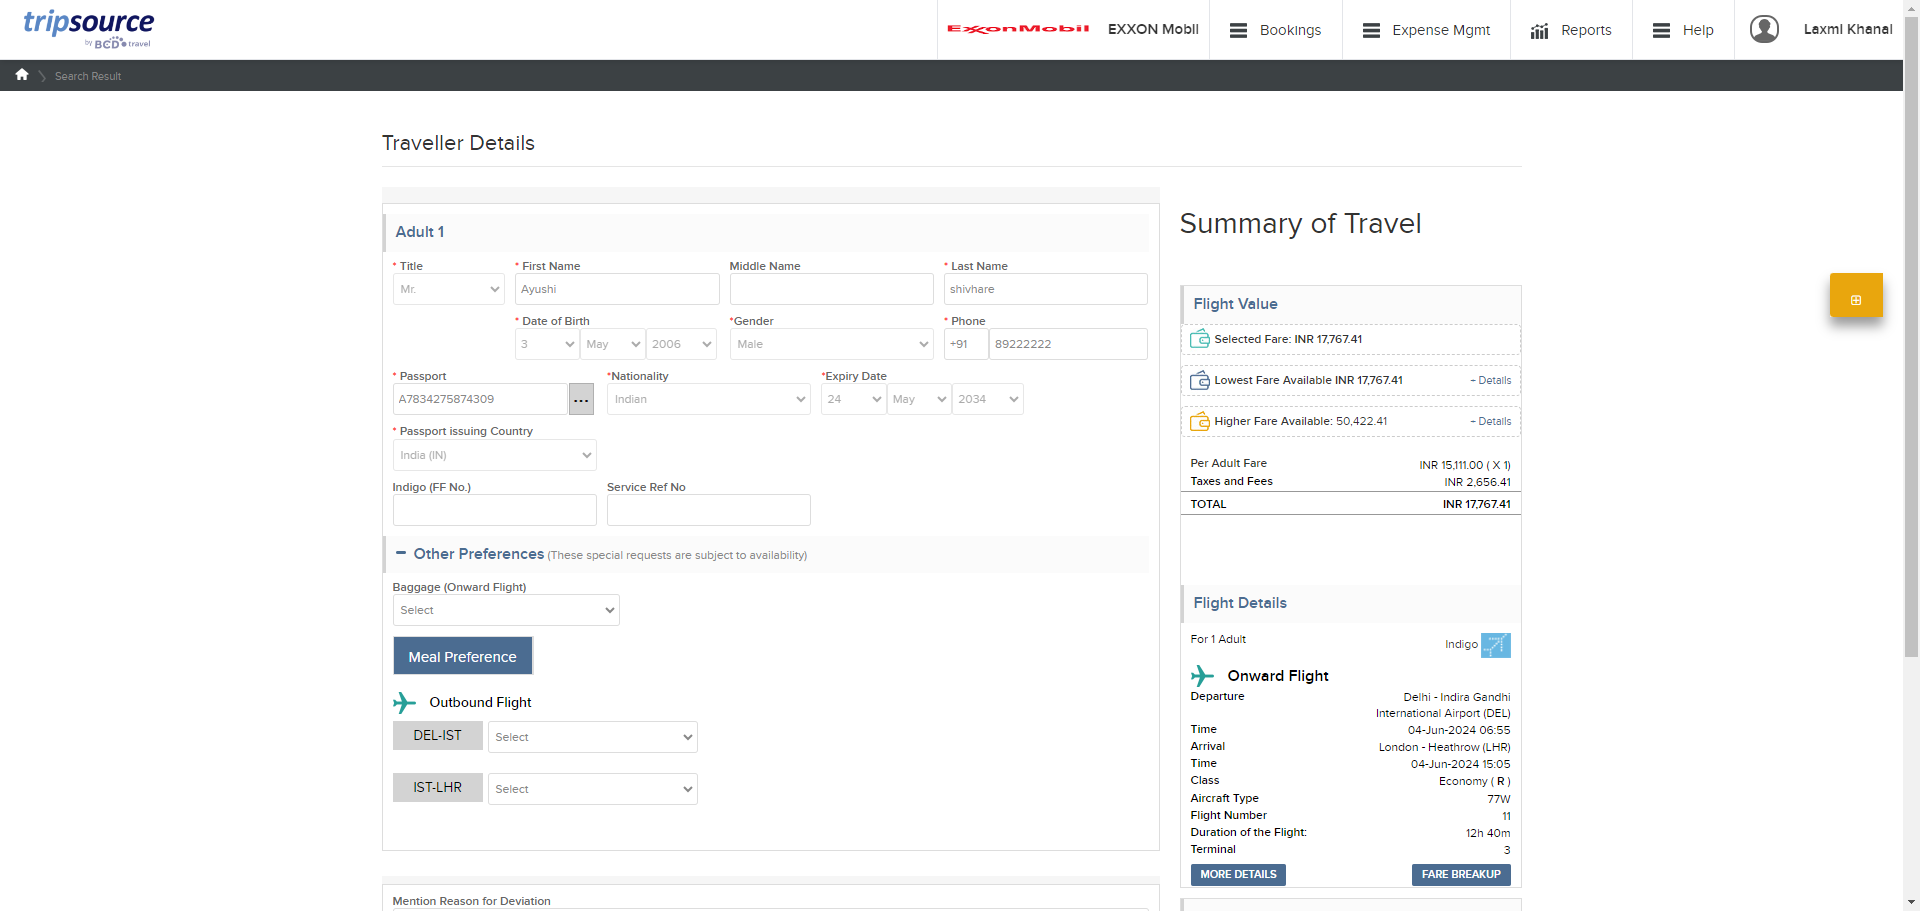 tripsource
by BCD travel
ExxonMobil
EXXON Mobil
Bookings
Expense Mgmt
Reports
Help
Laxmi Khanal
Search Result
Traveller Details
Adult 1
* Title
* First Name
Middle Name
* Last Name
Mr.
Ayushi
shivhare
* Date of Birth
*Gender
* Phone
3
May
2006
Male
+91
89222222
* Passport
*Nationality
*Expiry Date
A7834275874309
...
Indian
24
May
2034
* Passport issuing Country
India (IN)
Indigo (FF No.)
Service Ref No
Other Preferences (These special requests are subject to availability)
Baggage (Onward Flight)
Select
Meal Preference
Outbound Flight
DEL-IST
Select
IST-LHR
Select
Mention Reason for Deviation
Summary of Travel
Flight Value
Selected Fare: INR 17,767.41
Lowest Fare Available INR 17,767.41
+ Details
Higher Fare Available: 50,422.41
+ Details
Per Adult Fare
INR 15,111.00 ( X 1)
Taxes and Fees
INR 2,656.41
TOTAL
INR 17,767.41
Flight Details
For 1 Adult
Indigo
Onward Flight
Departure
Delhi - Indira Gandhi
International Airport (DEL)
Time
04-Jun-2024 06:55
Arrival
London - Heathrow (LHR)
Time
04-Jun-2024 15:05
Class
Economy ( R )
Aircraft Type
77W
Flight Number
11
Duration of the Flight:
12h 40m
Terminal
3
MORE DETAILS
FARE BREAKUP